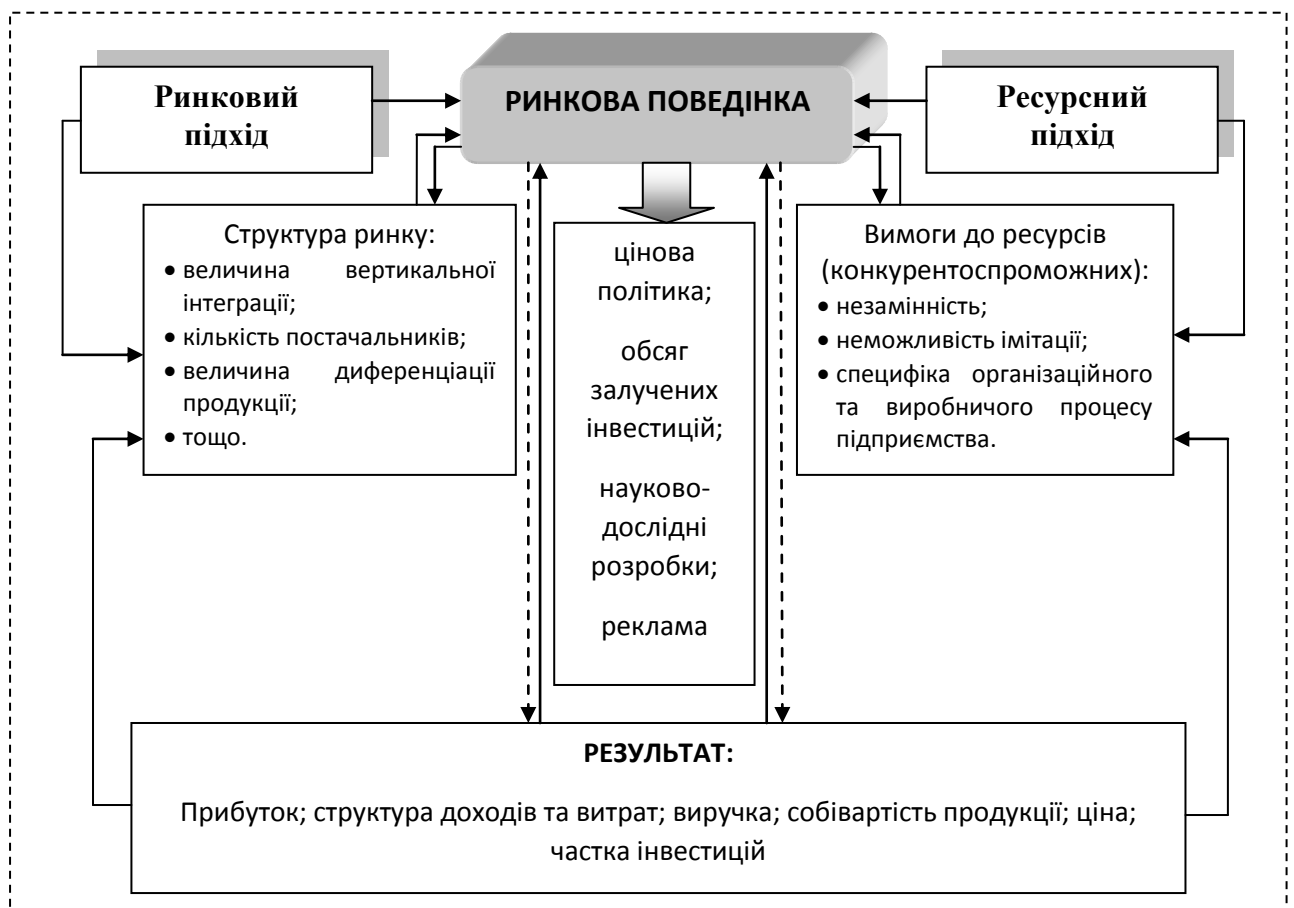 Ринковий
підхід
РИНКОВА ПОВЕДІНКА
Ресурсний
підхід
Структура ринку:
• величина вертикальної
інтеграції;
• кількість постачальників;
• величина диференціації
продукції;
• тощо.
цінова
політика;
обсяг
залучених
інвестицій;
науково-
дослідні
розробки;
реклама
Вимоги до ресурсів
(конкурентоспроможних):
• незамінність;
• неможливість імітації;
• специфіка організаційного
та виробничого процесу
підприємства.
РЕЗУЛЬТАТ:
Прибуток; структура доходів та витрат; виручка; собівартість продукції; ціна;
частка інвестицій